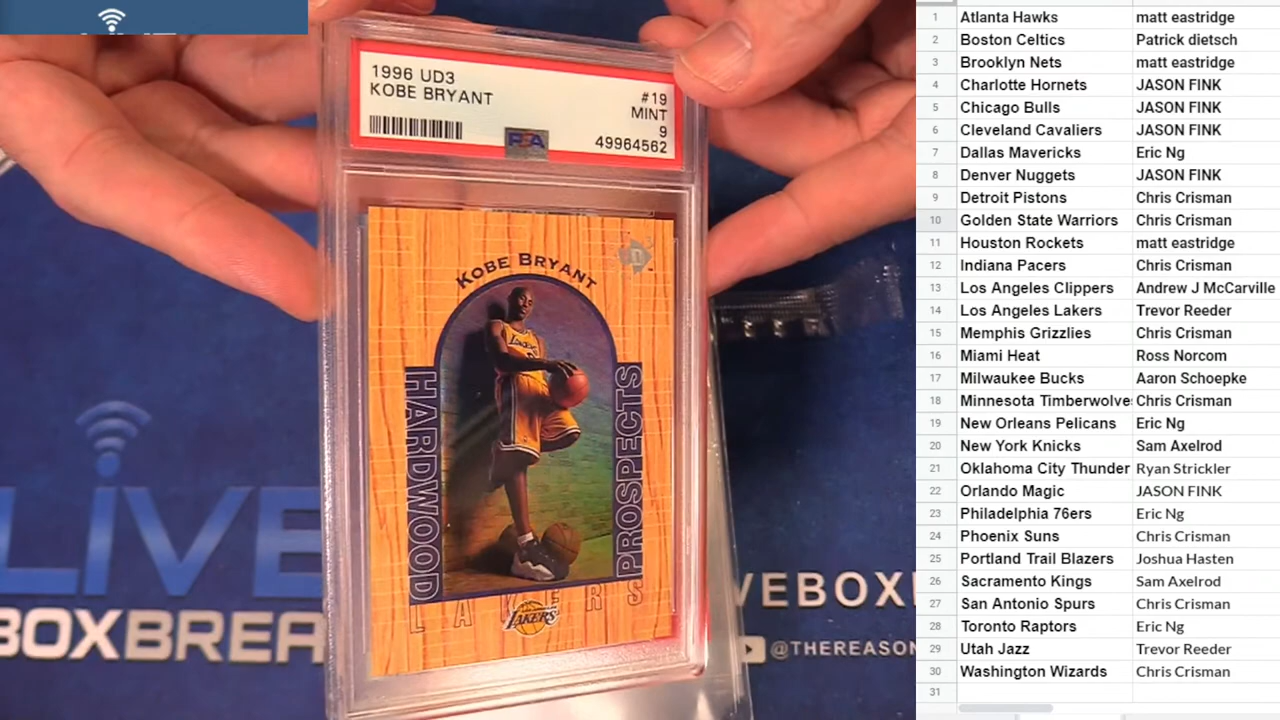 1996 UD3
KOBE BRYANT
#19
MINT
9
49964562
PSA
KOBE BRYANT
HARDWOOD
PROSPECTS
LAKERS
LAKERS
LIVE
BOXBREA
VEBOX
@THEREASON
1 Atlanta Hawks matt eastridge
2 Boston Celtics Patrick dietsch
3 Brooklyn Nets matt eastridge
4 Charlotte Hornets JASON FINK
5 Chicago Bulls JASON FINK
6 Cleveland Cavaliers JASON FINK
7 Dallas Mavericks Eric Ng
8 Denver Nuggets JASON FINK
9 Detroit Pistons Chris Crisman
10 Golden State Warriors Chris Crisman
11 Houston Rockets matt eastridge
12 Indiana Pacers Chris Crisman
13 Los Angeles Clippers Andrew J McCarville
14 Los Angeles Lakers Trevor Reeder
15 Memphis Grizzlies Chris Crisman
16 Miami Heat Ross Norcom
17 Milwaukee Bucks Aaron Schoepke
18 Minnesota Timberwolve Chris Crisman
19 New Orleans Pelicans Eric Ng
20 New York Knicks Sam Axelrod
21 Oklahoma City Thunder Ryan Strickler
22 Orlando Magic JASON FINK
23 Philadelphia 76ers Eric Ng
24 Phoenix Suns Chris Crisman
25 Portland Trail Blazers Joshua Hasten
26 Sacramento Kings Sam Axelrod
27 San Antonio Spurs Chris Crisman
28 Toronto Raptors Eric Ng
29 Utah Jazz Trevor Reeder
30 Washington Wizards Chris Crisman
31